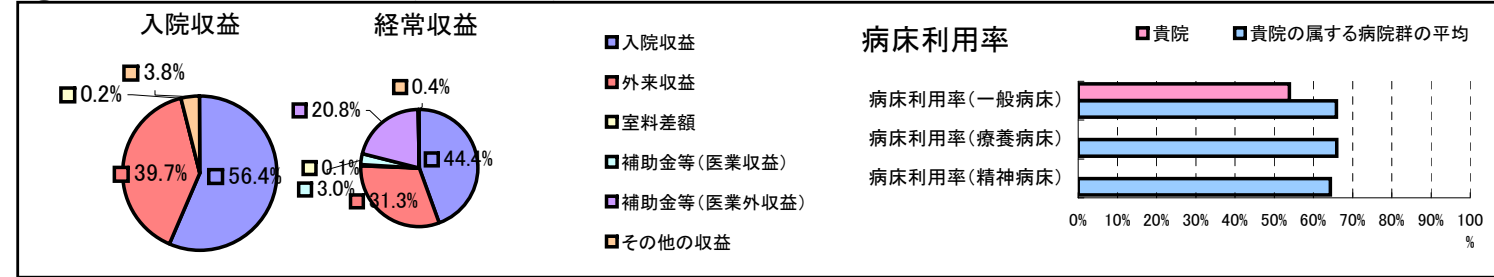 入院収益
3.8%
0.2%
39.7%
56.4%
経常収益
0.4%
20.8%
0.1%
3.0%
31.3%
44.4%
入院収益
外来収益
室料差額
補助金等(医業収益)
補助金等(医業外収益)
その他の収益
病床利用率
貴院 貴院の属する病院群の平均
病床利用率(一般病床)
病床利用率(療養病床)
病床利用率(精神病床)
0% 10% 20% 30% 40% 50% 60% 70% 80% 90% 100
%